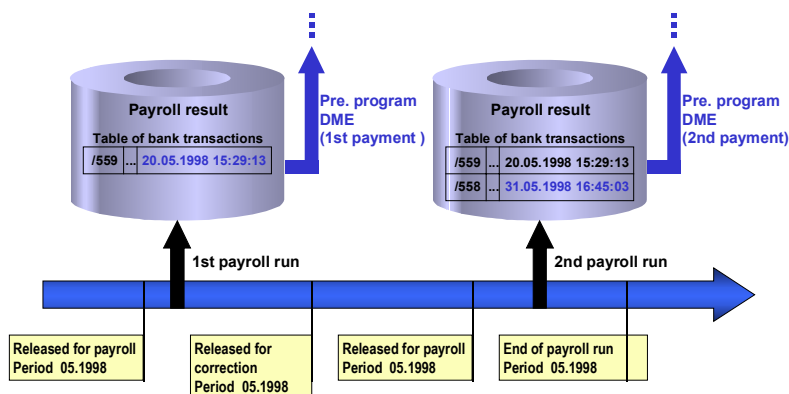 Payroll result
Table of bank transactions
/559 ... 20.05.1998 15:29:13
Pre. program
DME
(1st payment )
Payroll result
Table of bank transactions
/559 ... 20.05.1998 15:29:13
/558 ... 31.05.1998 16:45:03
Pre. program
DME
(2nd payment)
1st payroll run
2nd payroll run
Released for payroll
Period 05.1998
Released for
correction
Period 05.1998
Released for payroll
Period 05.1998
End of payroll run
Period 05.1998